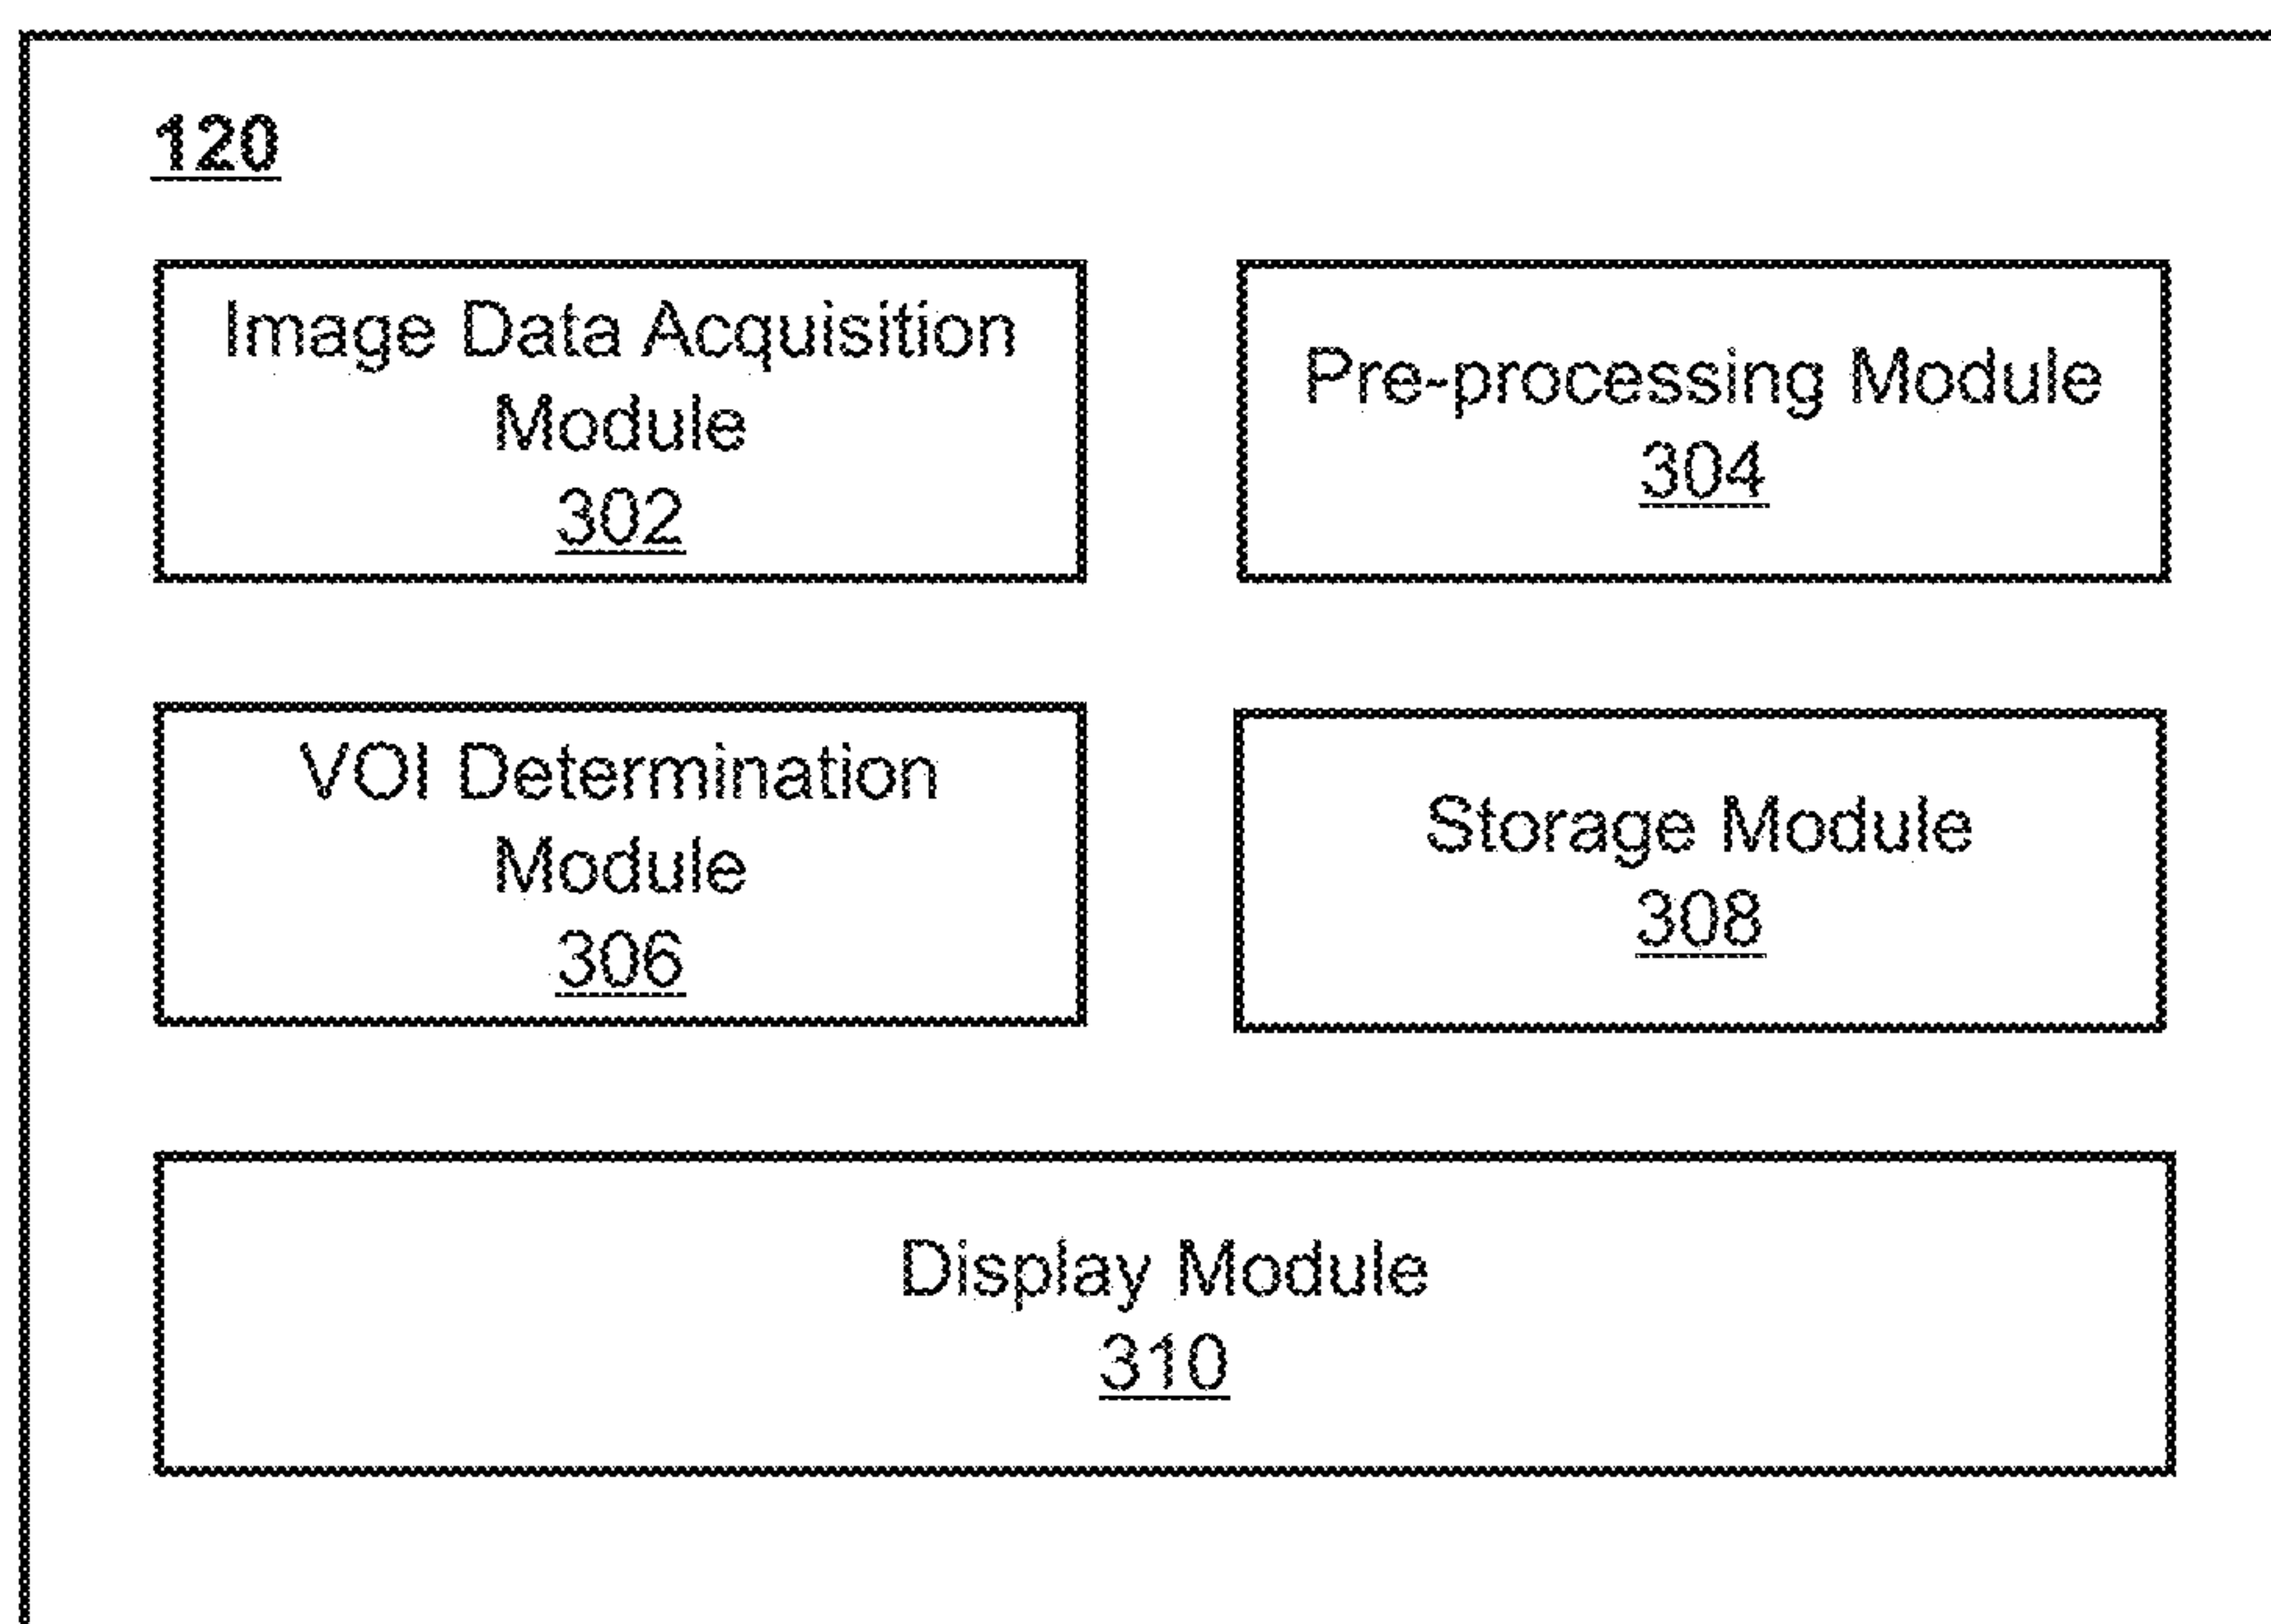 120
Image Data Acquisition
Module
302
Pre-processing Module
304
VOI Determination
Module
306
Storage Module
308
Display Module
310